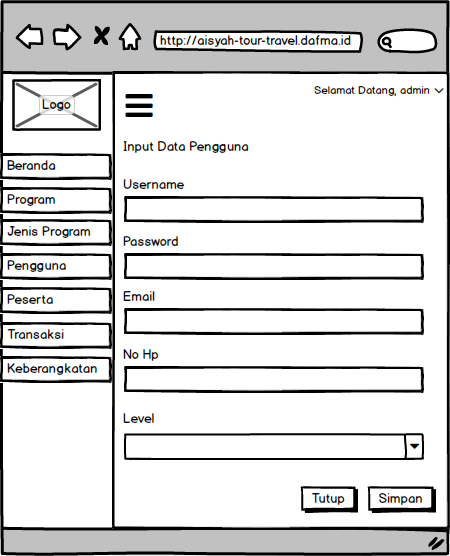 http://aisyah-tour-travel.dafma.id
Logo
Selamat Datang, admin
Beranda
Program
Jenis Program
Pengguna
Peserta
Transaksi
Keberangkatan
Input Data Pengguna
Username
Password
Email
No Hp
Level
Tutup
Simpan